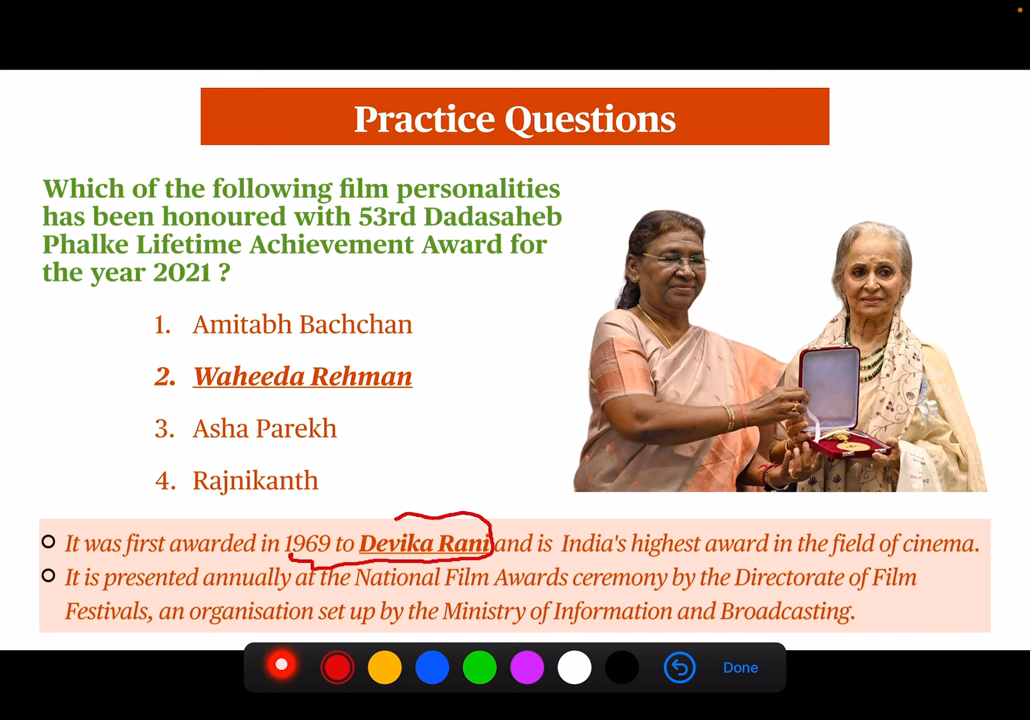 Practice Questions
Which of the following film personalities
has been honoured with 53rd Dadasaheb
Phalke Lifetime Achievement Award for
the year 2021 ?
1. Amitabh Bachchan
2. Waheeda Rehman
3. Asha Parekh
4. Rajnikanth
It was first awarded in 1969 to Devika Rani and is India's highest award in the field of cinema.
It is presented annually at the National Film Awards ceremony by the Directorate of Film
Festivals, an organisation set up by the Ministry of Information and Broadcasting.
Done